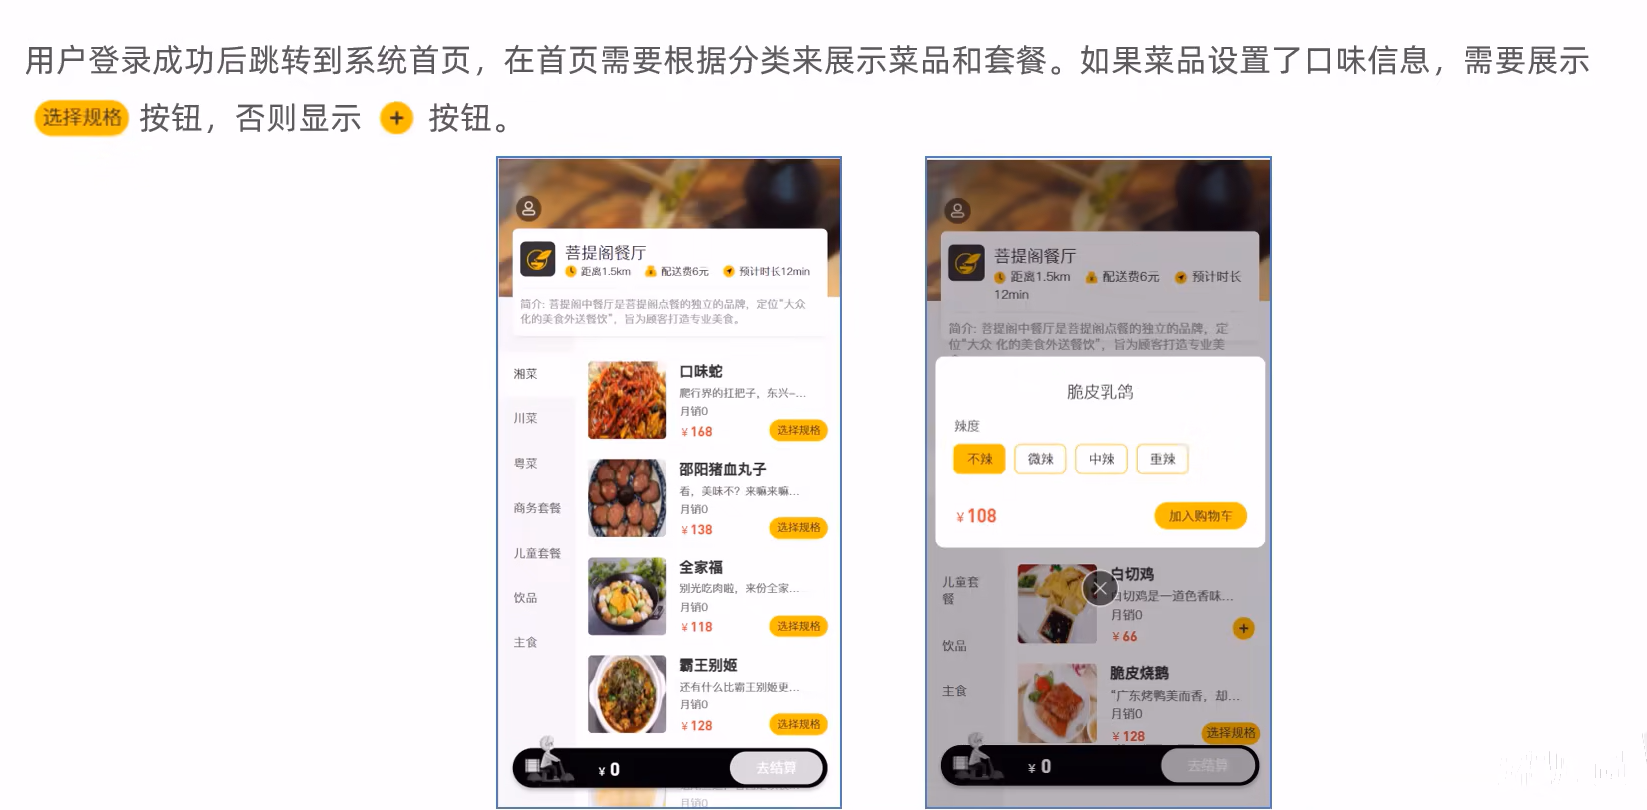 用户登录成功后跳转到系统首页，在首页需要根据分类来展示菜品和套餐。如果菜品设置了口味信息，需要展示
选择规格 按钮，否则显示 + 按钮。
菩提阁餐厅
距离1.5km 配送费6元 预计时长12min
简介: 菩提阁中餐厅是菩提阁点餐的独立的品牌，定位“大众
化的美食外送餐饮”，旨为顾客打造专业美食。
湘菜
川菜
粤菜
商务套餐
儿童套餐
饮品
主食
口味蛇
爬行界的扛把子，东兴-...
月销0
￥168
选择规格
邵阳猪血丸子
看，美味不？来嘛来嘛...
月销0
￥138
选择规格
全家福
别光吃肉啦，来份全家...
月销0
￥118
选择规格
霸王别姬
还有什么比霸王别姬更...
月销0
￥128
选择规格
￥0
去结算
月销0
菩提阁餐厅
距离1.5km 配送费6元 预计时长
12min
简介: 菩提阁中餐厅是菩提阁点餐的独立的品牌，定
位“大众 化的美食外送餐饮”，旨为顾客打造专业美
脆皮乳鸽
辣度
不辣 微辣 中辣 重辣
￥108
加入购物车
儿童套
餐
饮品
主食
白切鸡
白切鸡是一道色香味...
月销0
￥66
+
脆皮烧鹅
“广东烤鸭美而香，却...
月销0
￥128
选择规格
￥0
去结算